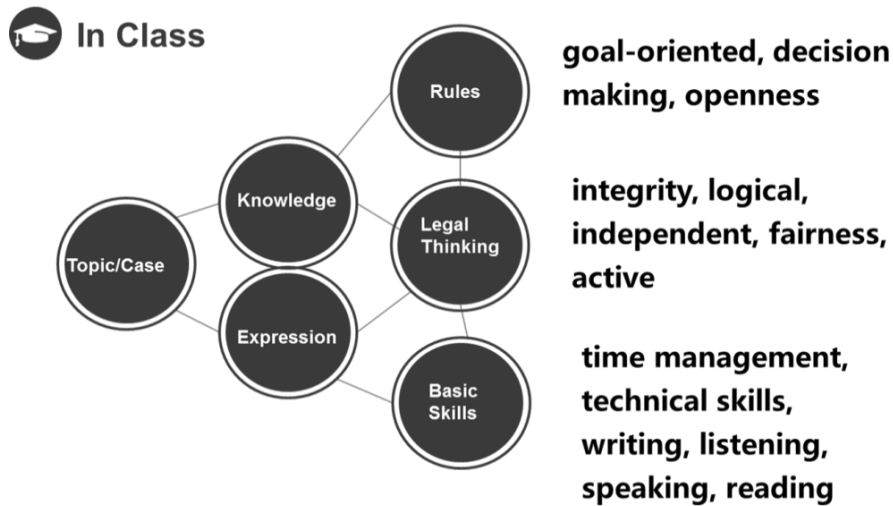 In Class
Rules
goal-oriented, decision
making, openness
Knowledge
Legal
Thinking
integrity, logical,
independent, fairness,
active
Topic/Case
Expression
Basic
Skills
time management,
technical skills,
writing, listening,
speaking, reading